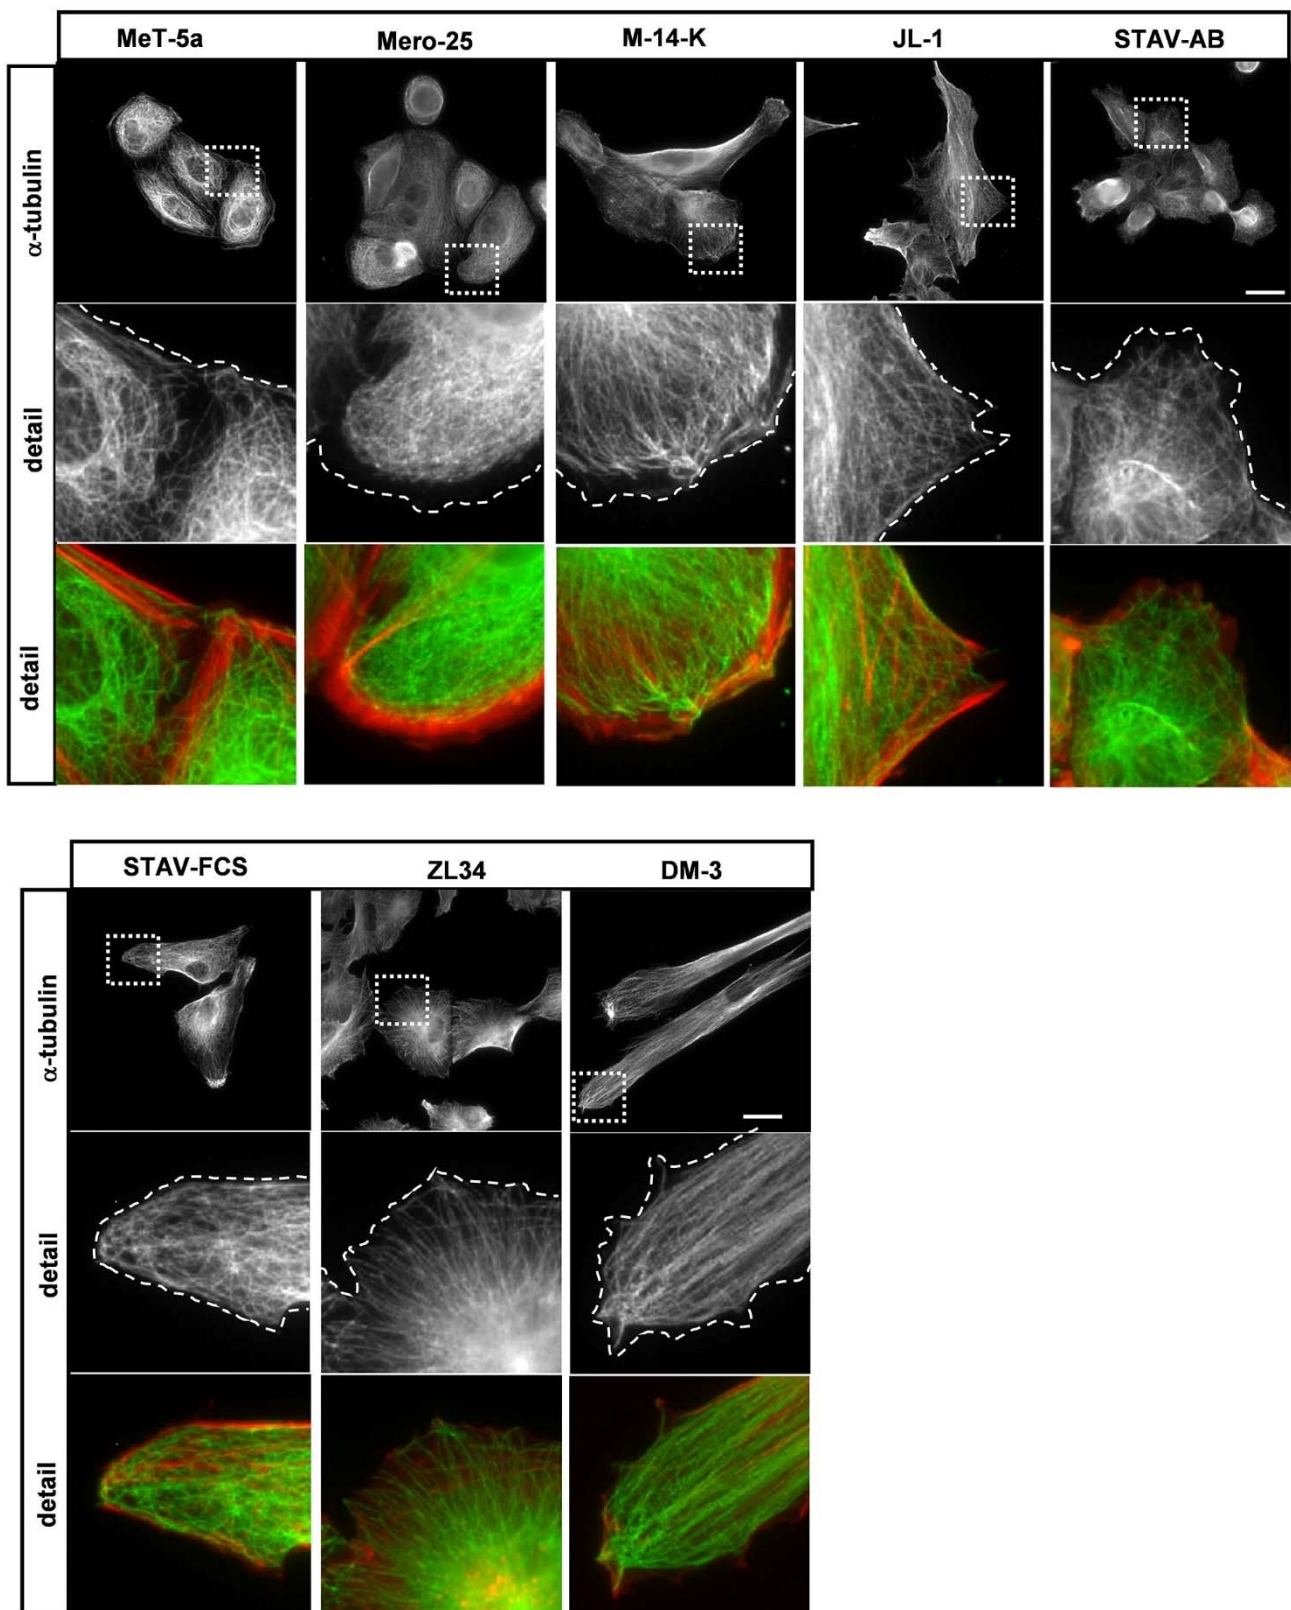 MeT-5a Mero-25 M-14-K JL-1 STAV-AB
α-tubulin
detail
detail
STAV-FCS ZL34 DM-3
α-tubulin
detail
detail